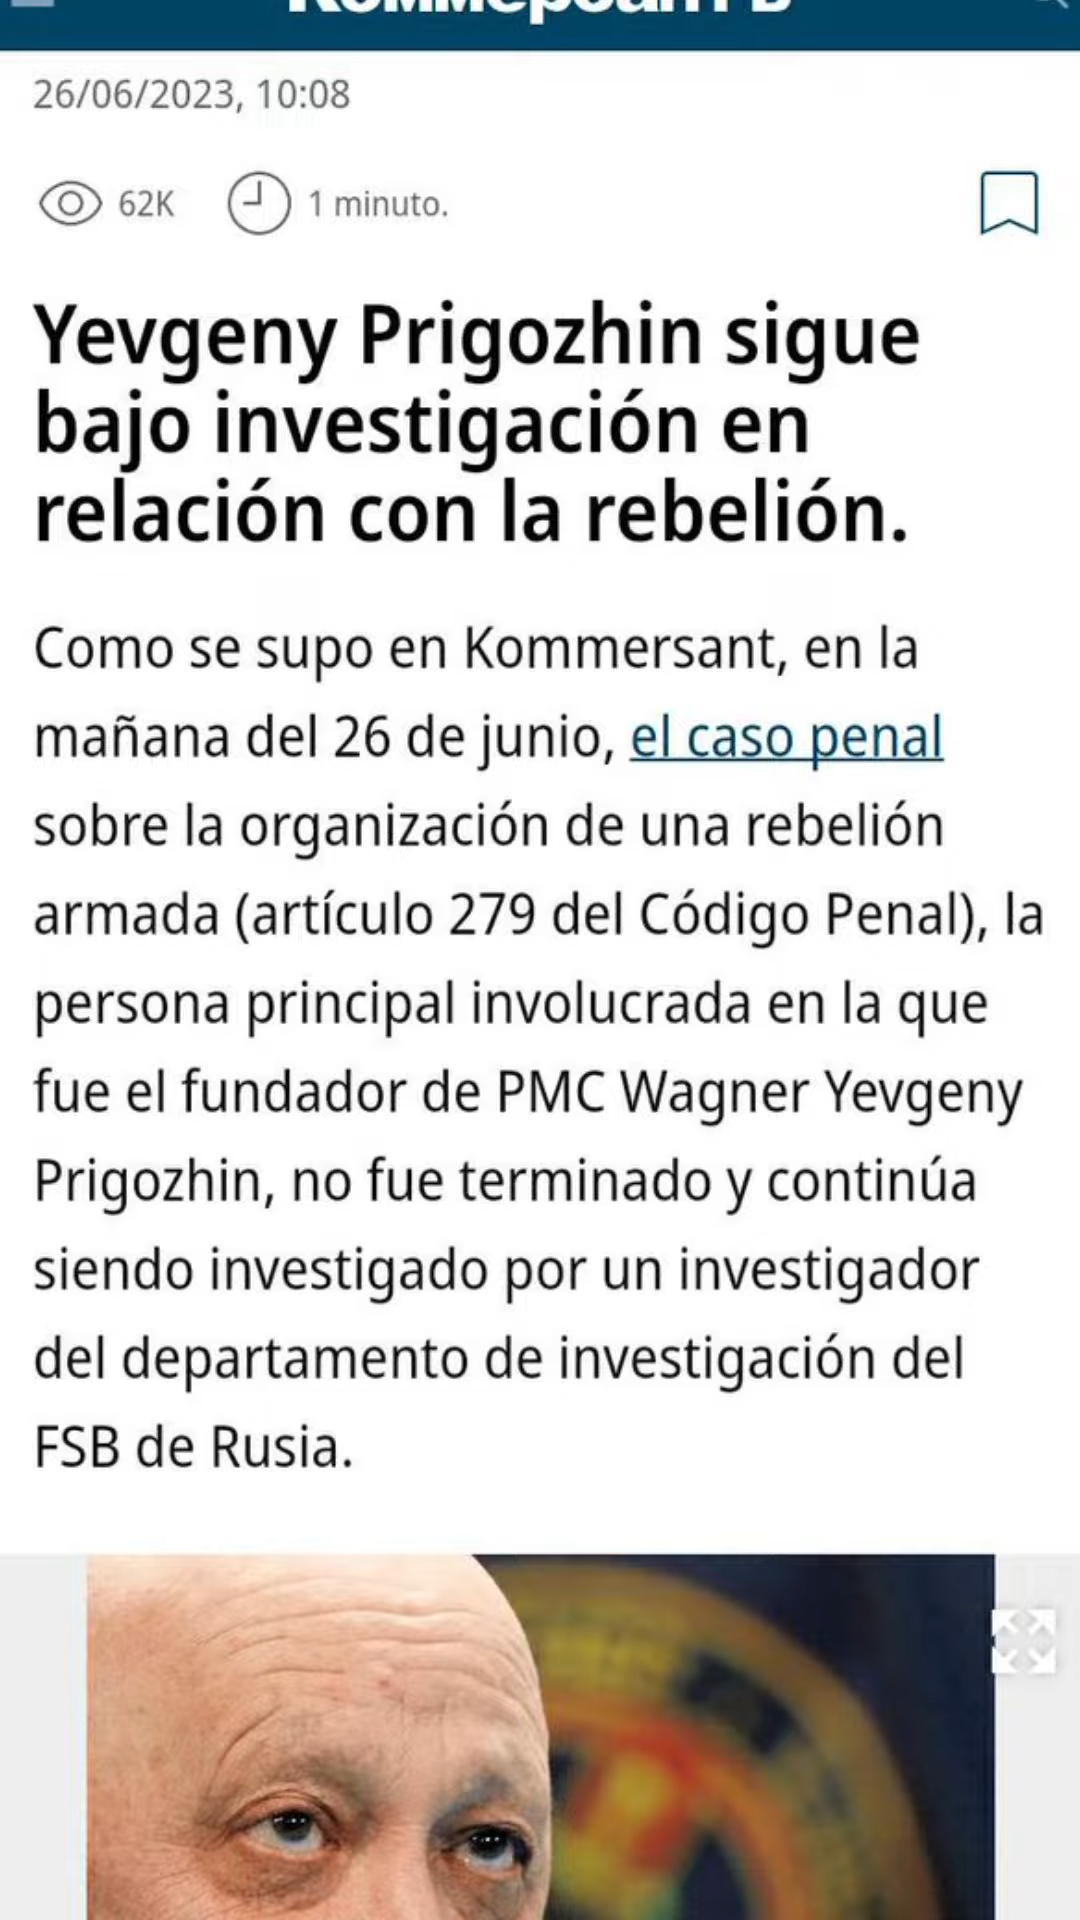 26/06/2023, 10:08
62K 1 minuto.
Yevgeny Prigozhin sigue
bajo investigación en
relación con la rebelión.
Como se supo en Kommersant, en la
mañana del 26 de junio, el caso penal
sobre la organización de una rebelión
armada (artículo 279 del Código Penal), la
persona principal involucrada en la que
fue el fundador de PMC Wagner Yevgeny
Prigozhin, no fue terminado y continúa
siendo investigado por un investigador
del departamento de investigación del
FSB de Rusia.